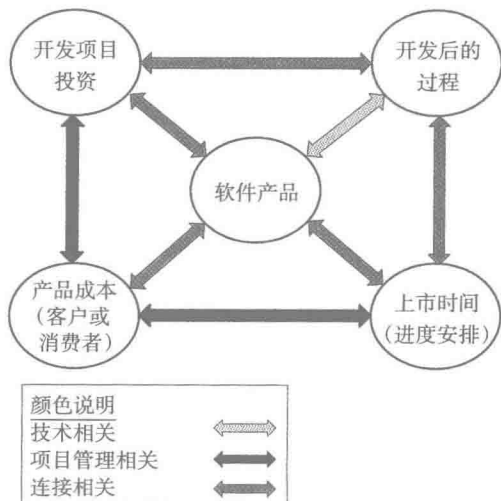 开发项目
投资
开发后的
过程
软件产品
产品成本
(客户或
消费者)
上市时间
(进度安排)
颜色说明
技术相关
项目管理相关
连接相关